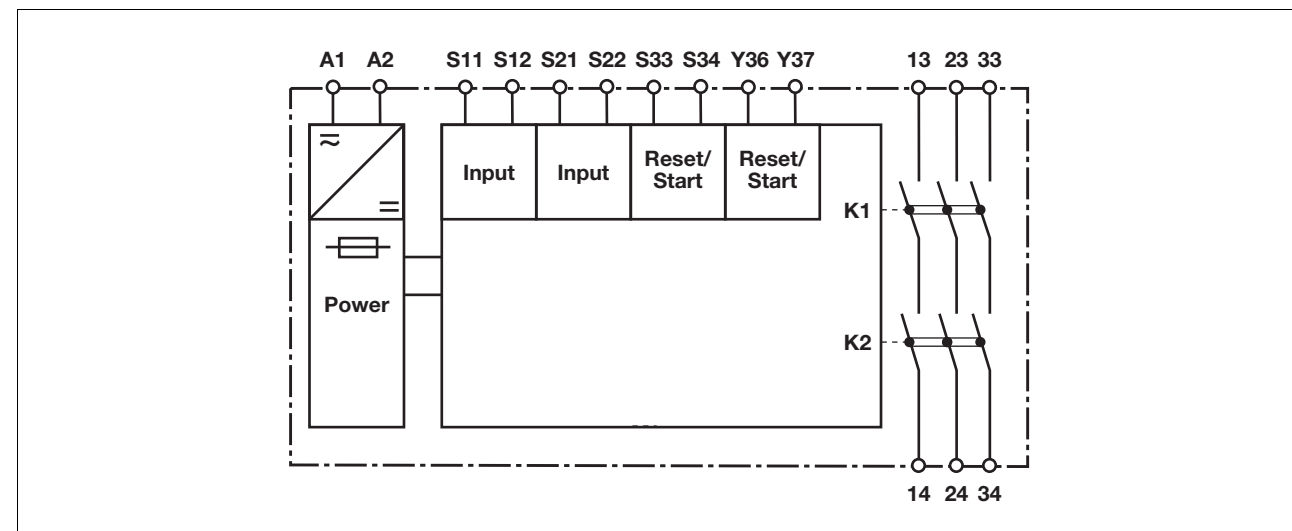 A1 A2 S11 S12 S21 S22 S33 S34 Y36 Y37 13 23 33
Input Input Reset/ Reset/
Start Start
K1
Power
K2
14 24 34